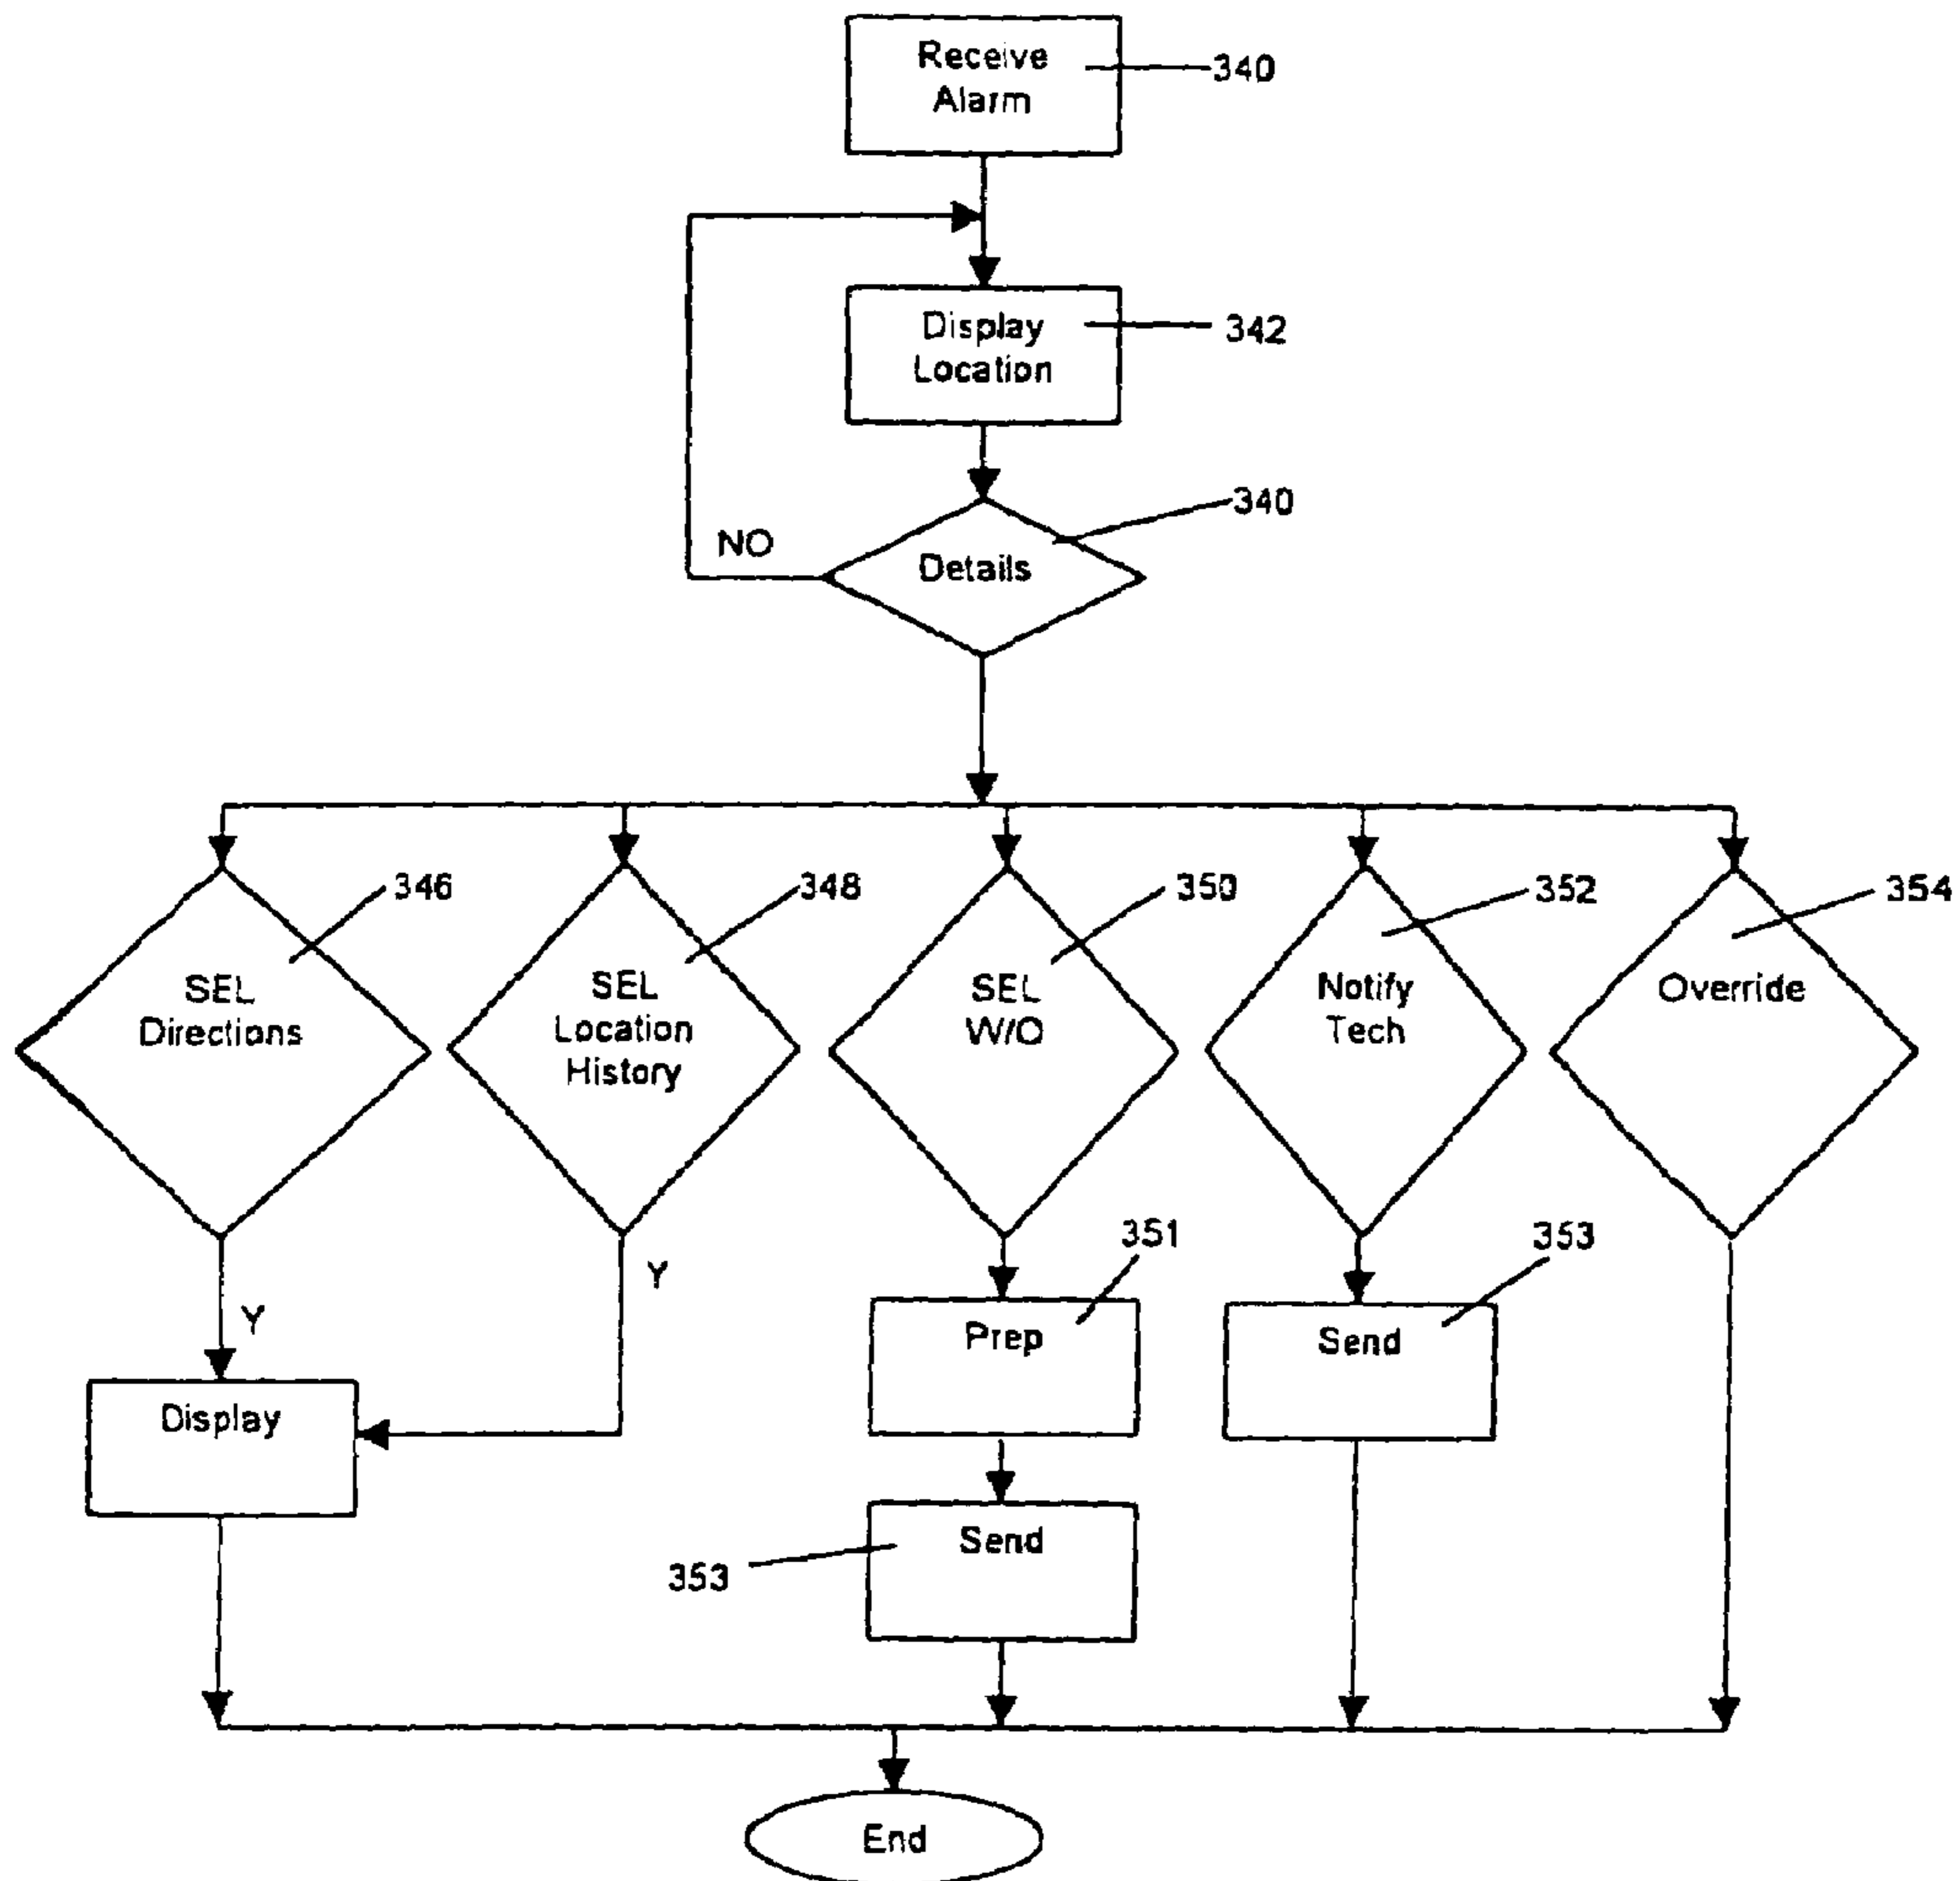 Receive
Alarm
340
Display
Location
342
340
NO
Details
346
348
350
352
354
SEL
Directions
SEL
Location
History
SEL
W/O
Notify
Tech
Override
351
353
Y
Y
Prep
Send
Display
Send
353
End